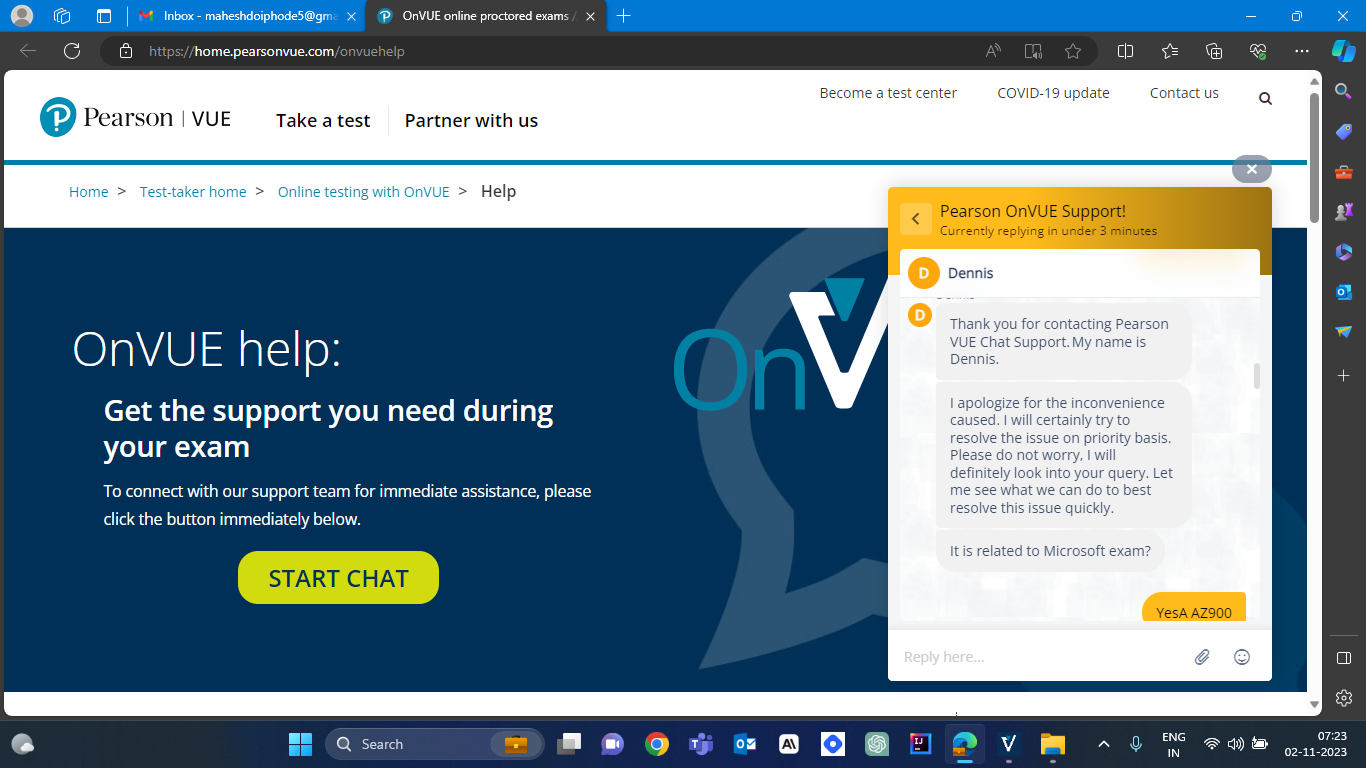 Inbox - maheshdoiphode5@gm
OnVUE online proctored exams /
https://home.pearsonvue.com/onvuehelp
Become a test center
COVID-19 update
Contact us
Pearson | VUE
Take a test
Partner with us
Home > Test-taker home > Online testing with OnVUE > Help
OnVUE help:
Get the support you need during
your exam
To connect with our support team for immediate assistance, please
click the button immediately below.
START CHAT
OnV
Pearson OnVUE Support!
Currently replying in under 3 minutes
D
Dennis
Dennis
D
Thank you for contacting Pearson
VUE Chat Support. My name is
Dennis.
I apologize for the inconvenience
caused. I will certainly try to
resolve the issue on priority basis.
Please do not worry, I will
definitely look into your query. Let
me see what we can do to best
resolve this issue quickly.
It is related to Microsoft exam?
YesA AZ900
Reply here...
Search
ENG
IN
07:23
02-11-2023